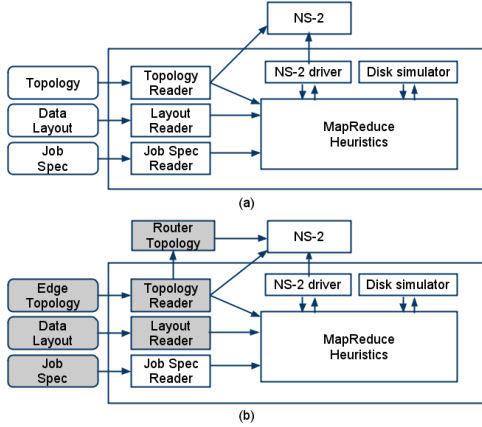 NS-2
Topology
Topology
Reader
NS-2 driver
Disk simulator
Data
Layout
Layout
Reader
MapReduce
Heuristics
Job
Spec
Job Spec
Reader
(a)
Router
Topology
NS-2
Edge
Topology
Topology
Reader
NS-2 driver
Disk simulator
Data
Layout
Layout
Reader
MapReduce
Heuristics
Job
Spec
Job Spec
Reader
(b)